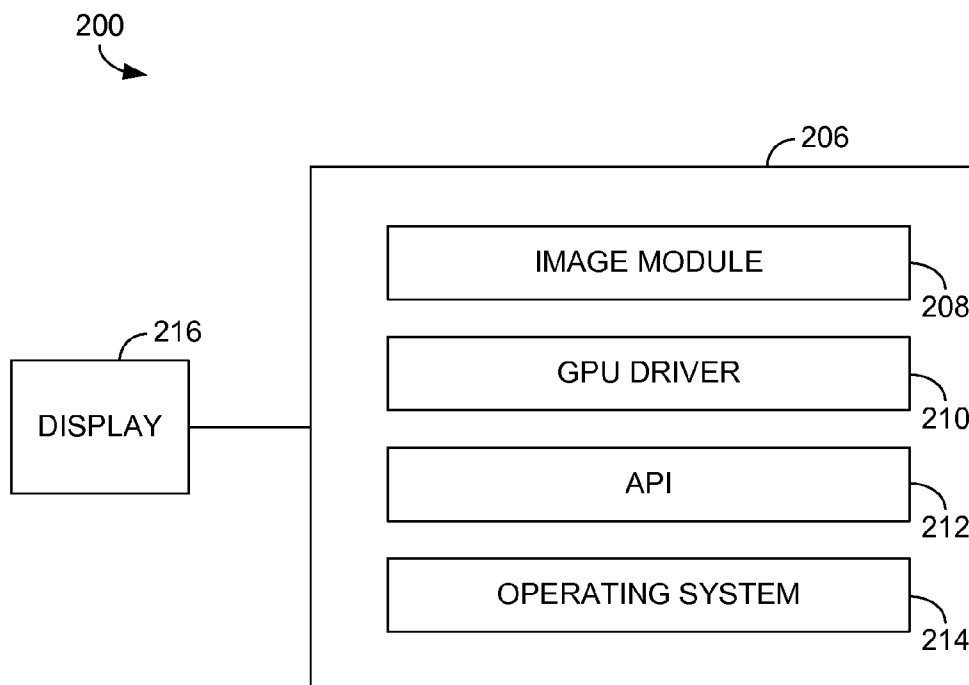 200
206
IMAGE MODULE
208
216
GPU DRIVER
210
DISPLAY
API
212
OPERATING SYSTEM
214